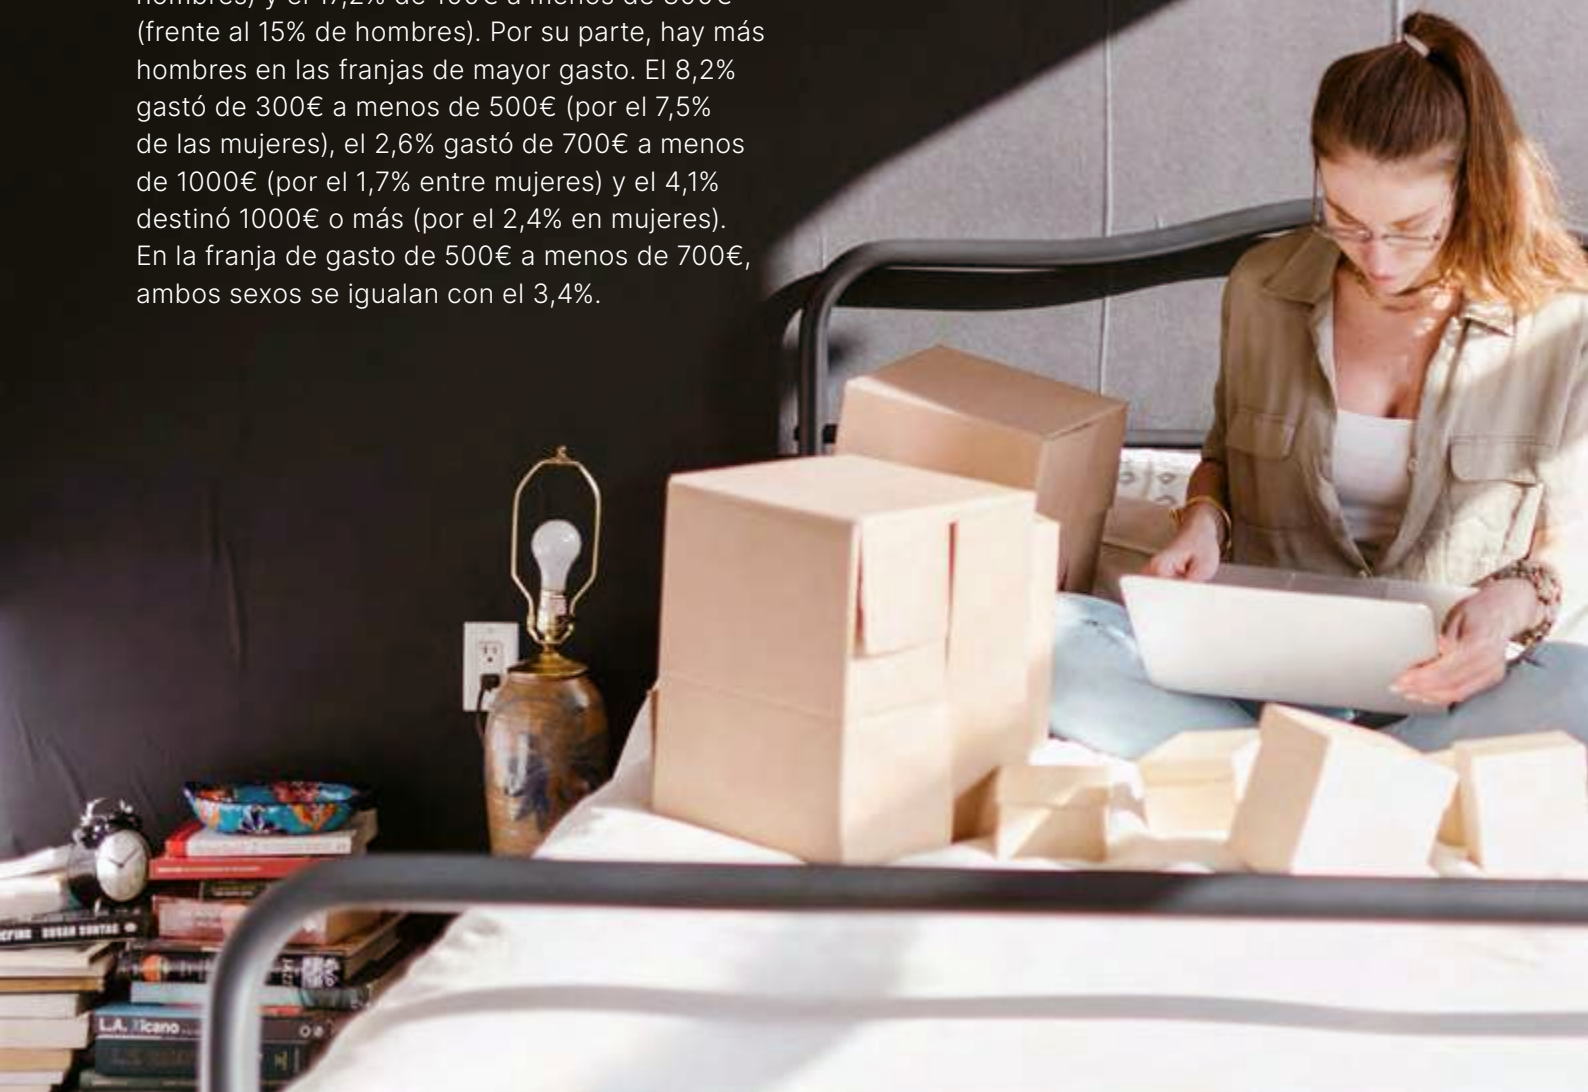 (frente al 15% de hombres). Por su parte, hay más
hombres en las franjas de mayor gasto. El 8,2%
gastó de 300€ a menos de 500€ (por el 7,5%
de las mujeres), el 2,6% gastó de 700€ a menos
de 1000€ (por el 1,7% entre mujeres) y el 4,1%
destinó 1000€ o más (por el 2,4% en mujeres).
En la franja de gasto de 500€ a menos de 700€,
ambos sexos se igualan con el 3,4%.
SUSAN SONTAG
L.A. Xicano